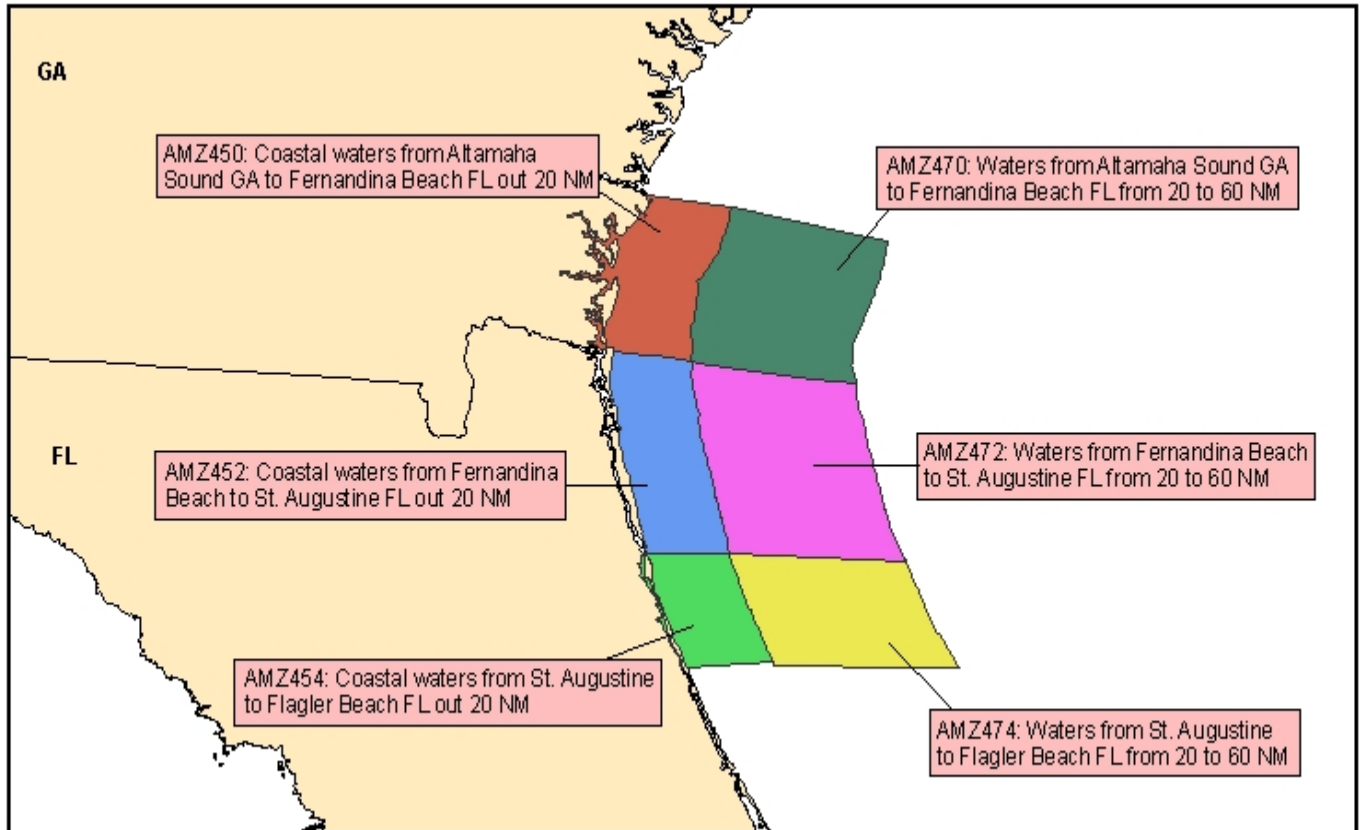 GA
AMZ450: Coastal waters from Altamaha
Sound GA to Fernandina Beach FL out 20 NM
AMZ470: Waters from Altamaha Sound GA
to Fernandina Beach FL from 20 to 60 NM
FL
AMZ452: Coastal waters from Fernandina
Beach to St. Augustine FL out 20 NM
AMZ472: Waters from Fernandina Beach
to St. Augustine FL from 20 to 60 NM
AMZ454: Coastal waters from St. Augustine
to Flagler Beach FL out 20 NM
AMZ474: Waters from St. Augustine
to Flagler Beach FL from 20 to 60 NM